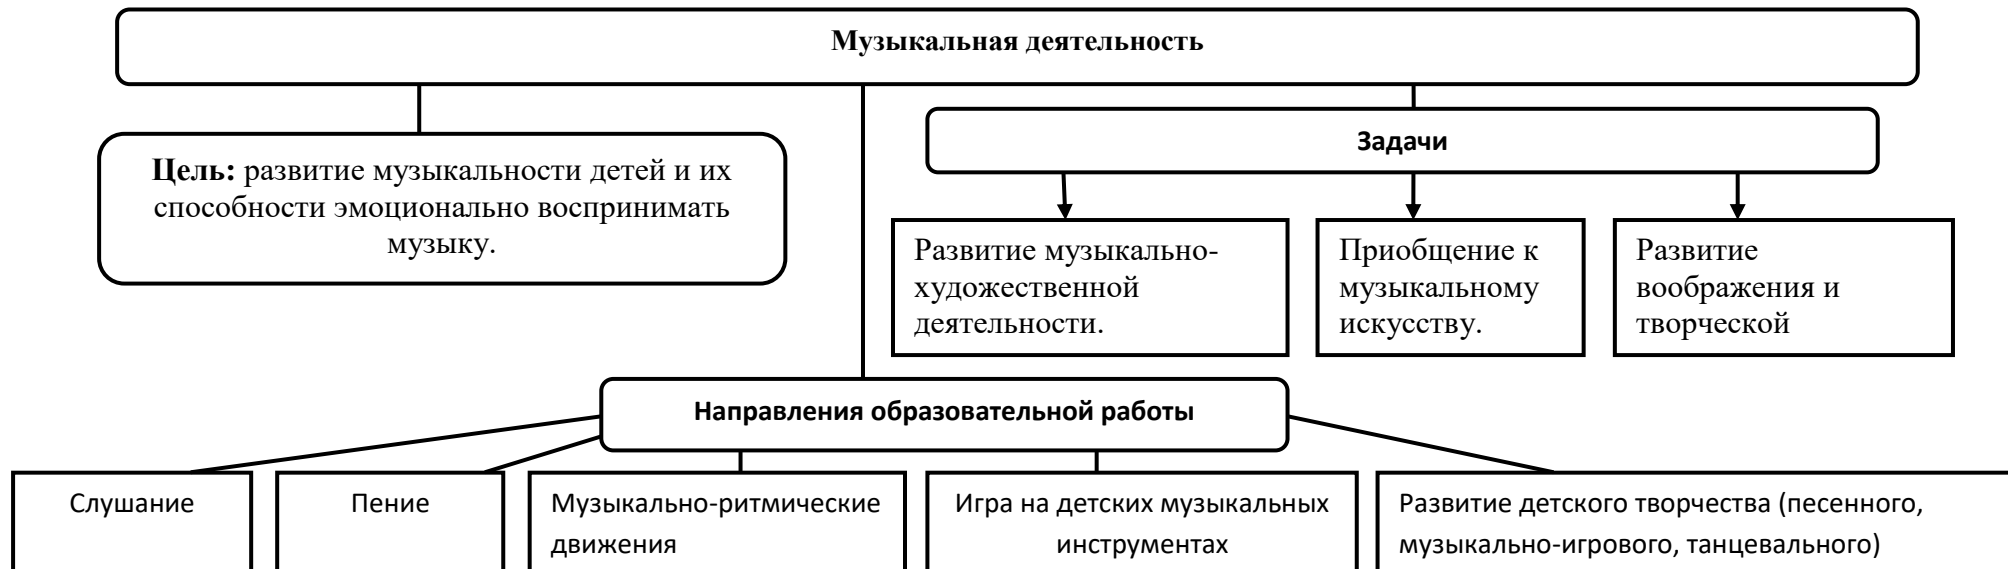 Музыкальная деятельность
Цель: развитие музыкальности детей и их
способности эмоционально воспринимать
музыку.
Задачи
Развитие музыкально-
художественной
деятельности.
Приобщение к
музыкальному
искусству.
Развитие
воображения и
творческой
Направления образовательной работы
Слушание
Пение
Музыкально-ритмические
движения
Игра на детских музыкальных
инструментах
Развитие детского творчества (песенного,
музыкально-игрового, танцевального)